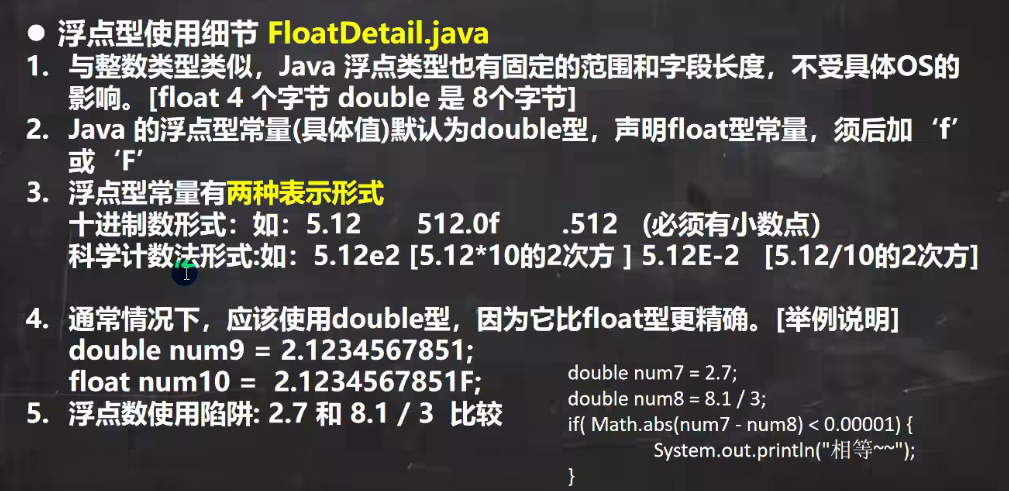 ● 浮点型使用细节 FloatDetail.java
1. 与整数类型类似，Java 浮点类型也有固定的范围和字段长度，不受具体OS的
影响。[float 4 个字节 double 是 8个字节]
2. Java 的浮点型常量(具体值)默认为double型，声明float型常量，须后加‘f’
或‘F’
3. 浮点型常量有两种表示形式
十进制数形式：如：5.12 512.0f .512 (必须有小数点）
科学计数法形式:如：5.12e2 [5.12*10的2次方 ] 5.12E-2 [5.12/10的2次方]
4. 通常情况下，应该使用double型，因为它比float型更精确。[举例说明]
double num9 = 2.1234567851;
float num10 = 2.1234567851F;
5. 浮点数使用陷阱: 2.7 和 8.1 / 3 比较
double num7 = 2.7;
double num8 = 8.1 / 3;
if( Math.abs(num7 - num8) < 0.00001) {
System.out.println("相等~~");
}